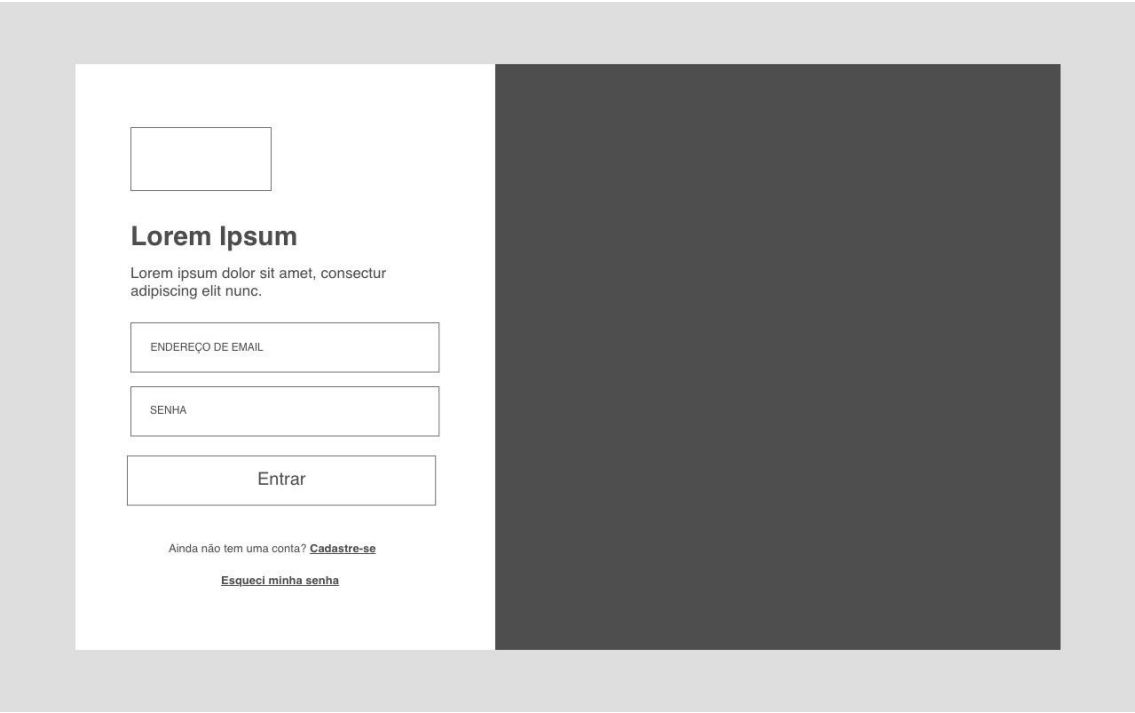 Lorem Ipsum
Lorem ipsum dolor sit amet, consectur
adipiscing elit nunc.
ENDEREÇO DE EMAIL
SENHA
Entrar
Ainda não tem uma conta? Cadastre-se
Esqueci minha senha